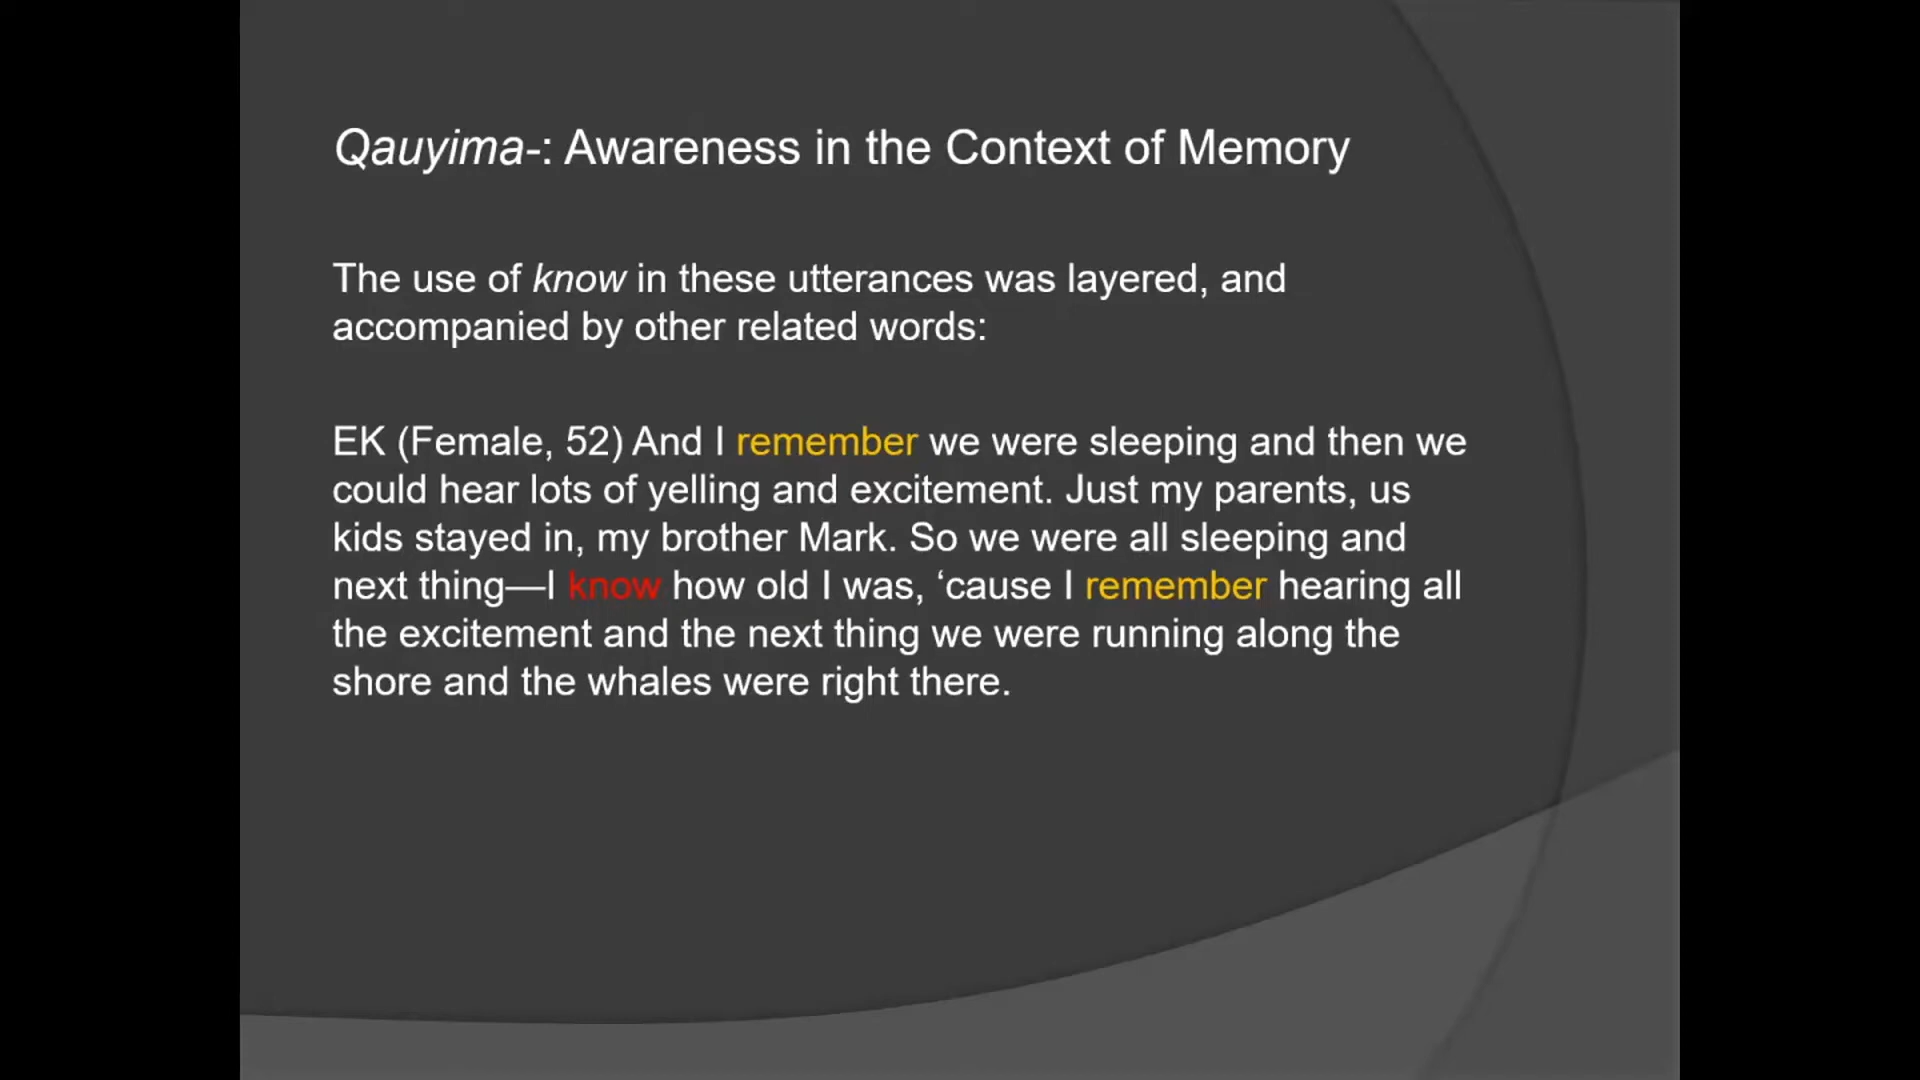 Qauyima-: Awareness in the Context of Memory
The use of know in these utterances was layered, and
accompanied by other related words:
EK (Female, 52) And I remember we were sleeping and then we
could hear lots of yelling and excitement. Just my parents, us
kids stayed in, my brother Mark. So we were all sleeping and
next thing—I know how old I was, ‘cause I remember hearing all
the excitement and the next thing we were running along the
shore and the whales were right there.